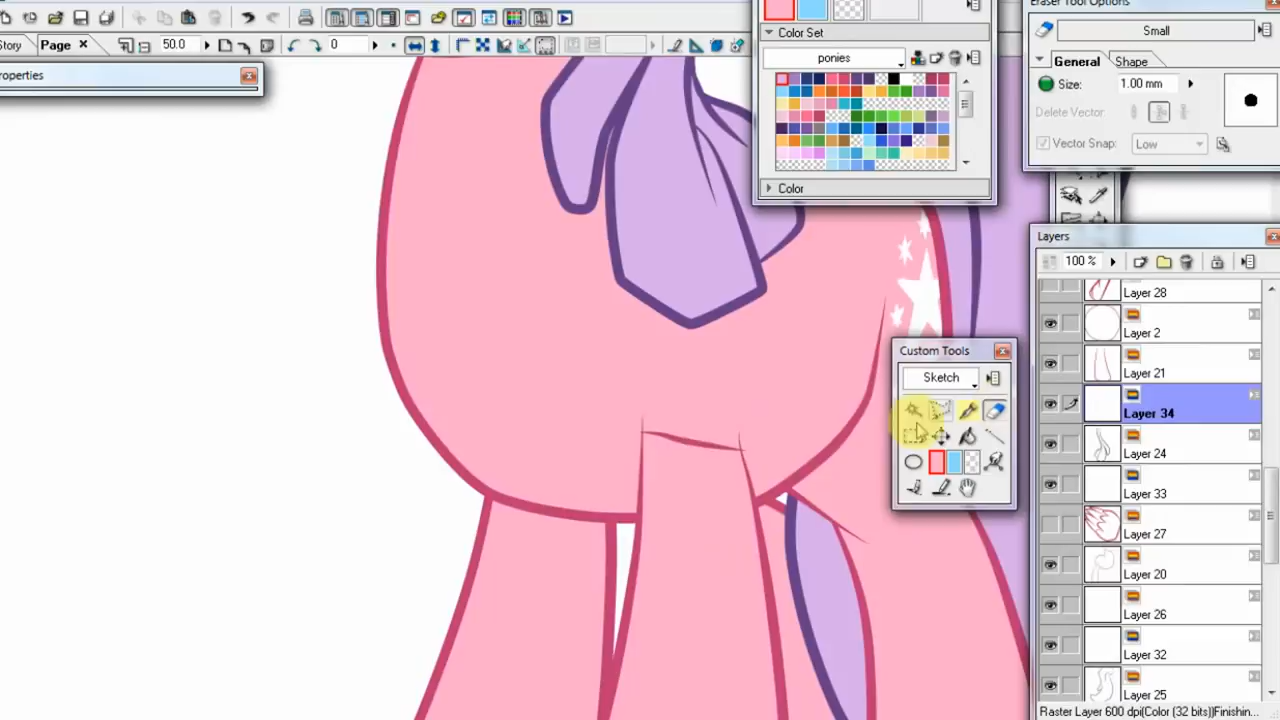 Story Page × 50.0 0
roperties
Color Set
ponies
Color
Eraser Tool Options
Small
General Shape
Size: 1.00 mm
Delete Vector:
Vector Snap: Low
Custom Tools
Sketch
Layers
100 %
Layer 28
Layer 2
Layer 21
Layer 34
Layer 24
Layer 33
Layer 27
Layer 20
Layer 26
Layer 32
Layer 25
Raster Layer 600 dpi(Color (32 bits))Finishin...